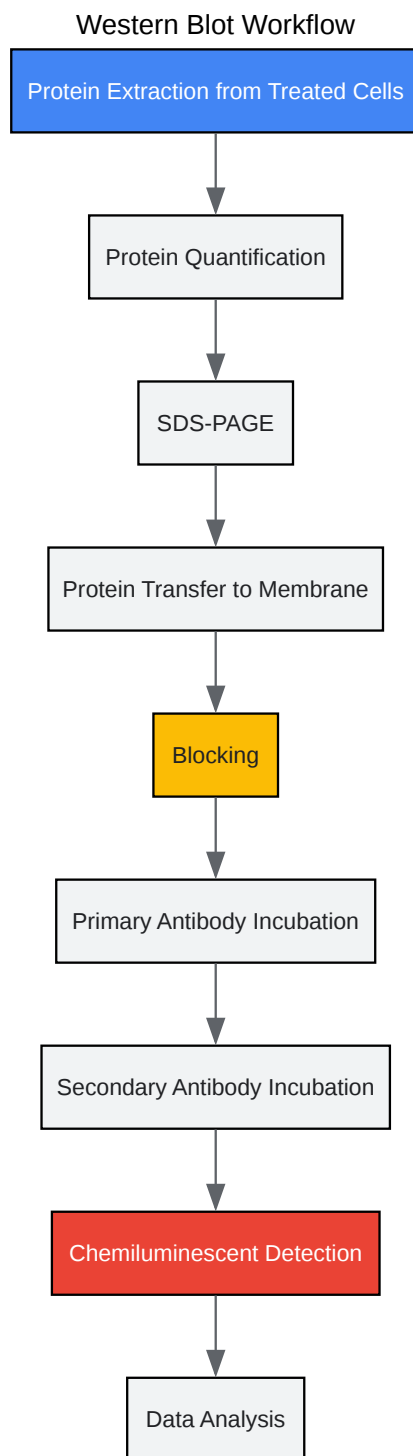 Western Blot Workflow
Protein Extraction from Treated Cells
Protein Quantification
SDS-PAGE
Protein Transfer to Membrane
Blocking
Primary Antibody Incubation
Secondary Antibody Incubation
Chemiluminescent Detection
Data Analysis